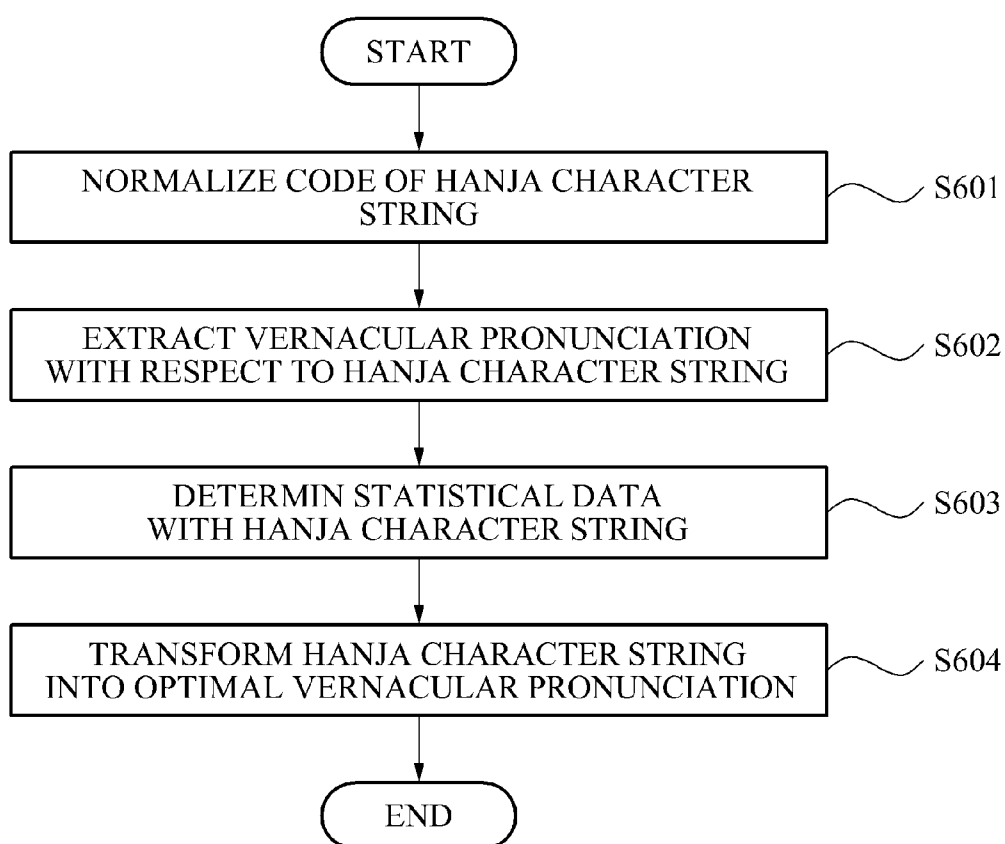 START
NORMALIZE CODE OF HANJA CHARACTER
STRING
S601
EXTRACT VERNACULAR PRONUNCIATION
WITH RESPECT TO HANJA CHARACTER STRING
S602
DETERMIN STATISTICAL DATA
WITH HANJA CHARACTER STRING
S603
TRANSFORM HANJA CHARACTER STRING
INTO OPTIMAL VERNACULAR PRONUNCIATION
S604
END